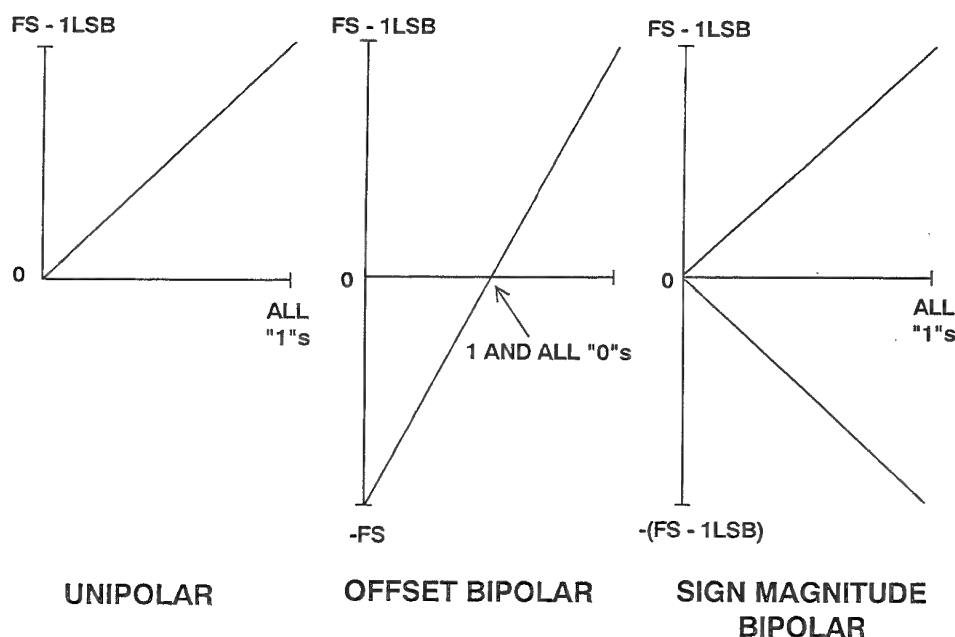 FS - 1LSB
0
ALL
"1"s
UNIPOLAR
FS - 1LSB
0
1 AND ALL "0"s
-FS
OFFSET BIPOLAR
FS - 1LSB
0
ALL
"1"s
-(FS - 1LSB)
SIGN MAGNITUDE
BIPOLAR